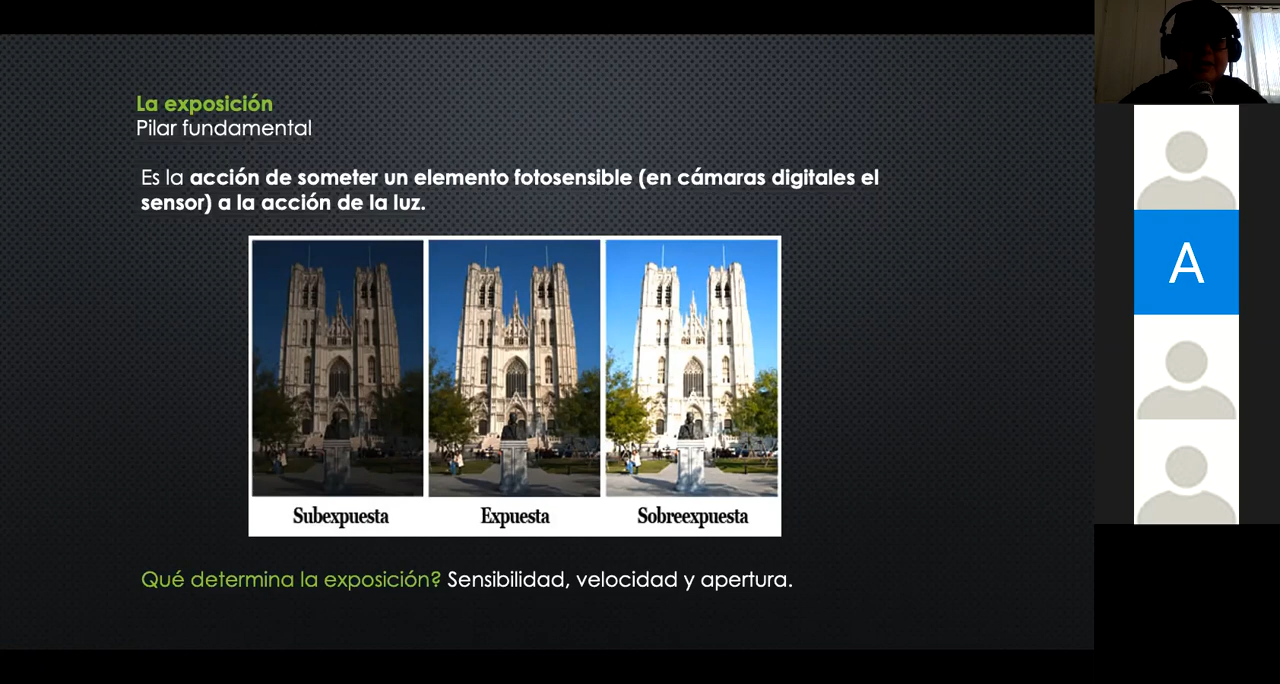 La exposición
Pilar fundamental
Es la acción de someter un elemento fotosensible (en cámaras digitales el
sensor) a la acción de la luz.
Subexpuesta
Expuesta
Sobreexpuesta
Qué determina la exposición? Sensibilidad, velocidad y apertura.
A